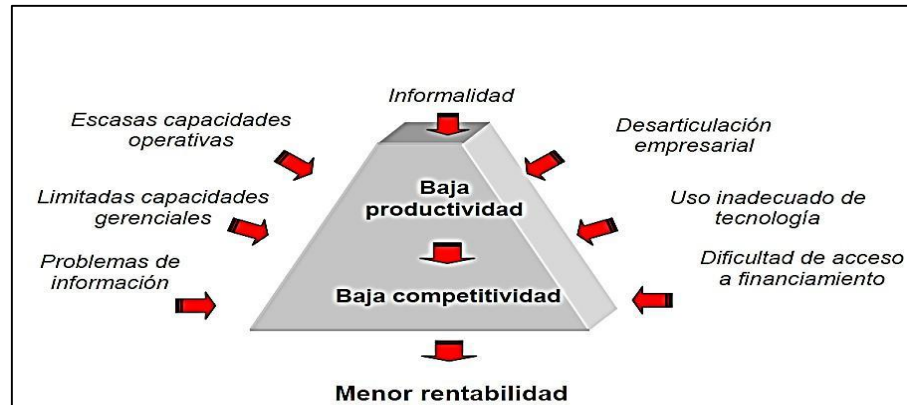 Informalidad
Escasas capacidades
operativas
Limitadas capacidades
gerenciales
Problemas de
información
Desarticulación
empresarial
Uso inadecuado de
tecnología
Dificultad de acceso
a financiamiento
Baja
productividad
Baja competitividad
Menor rentabilidad